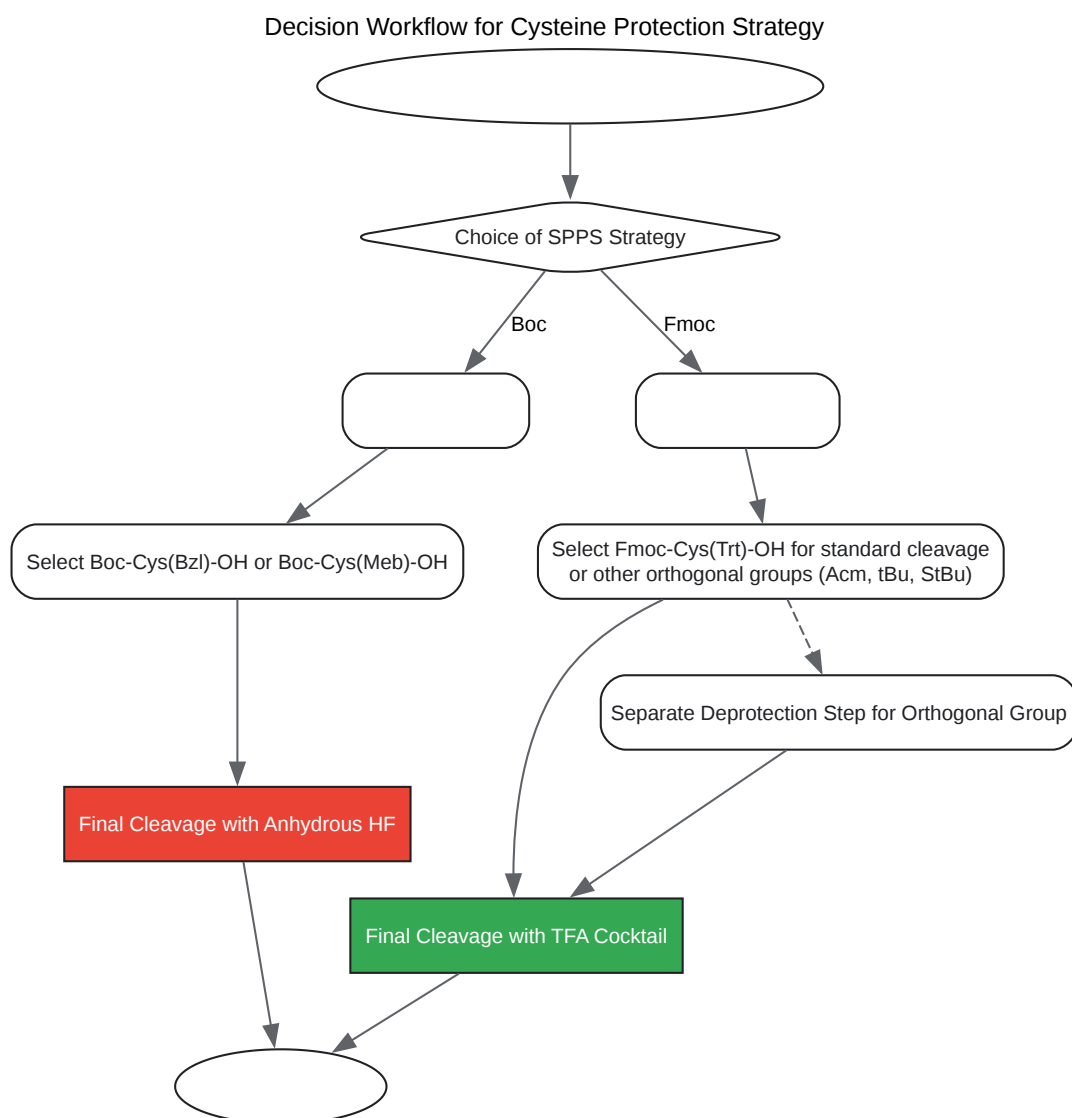 Decision Workflow for Cysteine Protection Strategy
Choice of SPPS Strategy
Boc
Fmoc
Select Boc-Cys(Bzl)-OH or Boc-Cys(Meb)-OH
Select Fmoc-Cys(Trt)-OH for standard cleavage
or other orthogonal groups (Acm, tBu, StBu)
Separate Deprotection Step for Orthogonal Group
Final Cleavage with Anhydrous HF
Final Cleavage with TFA Cocktail